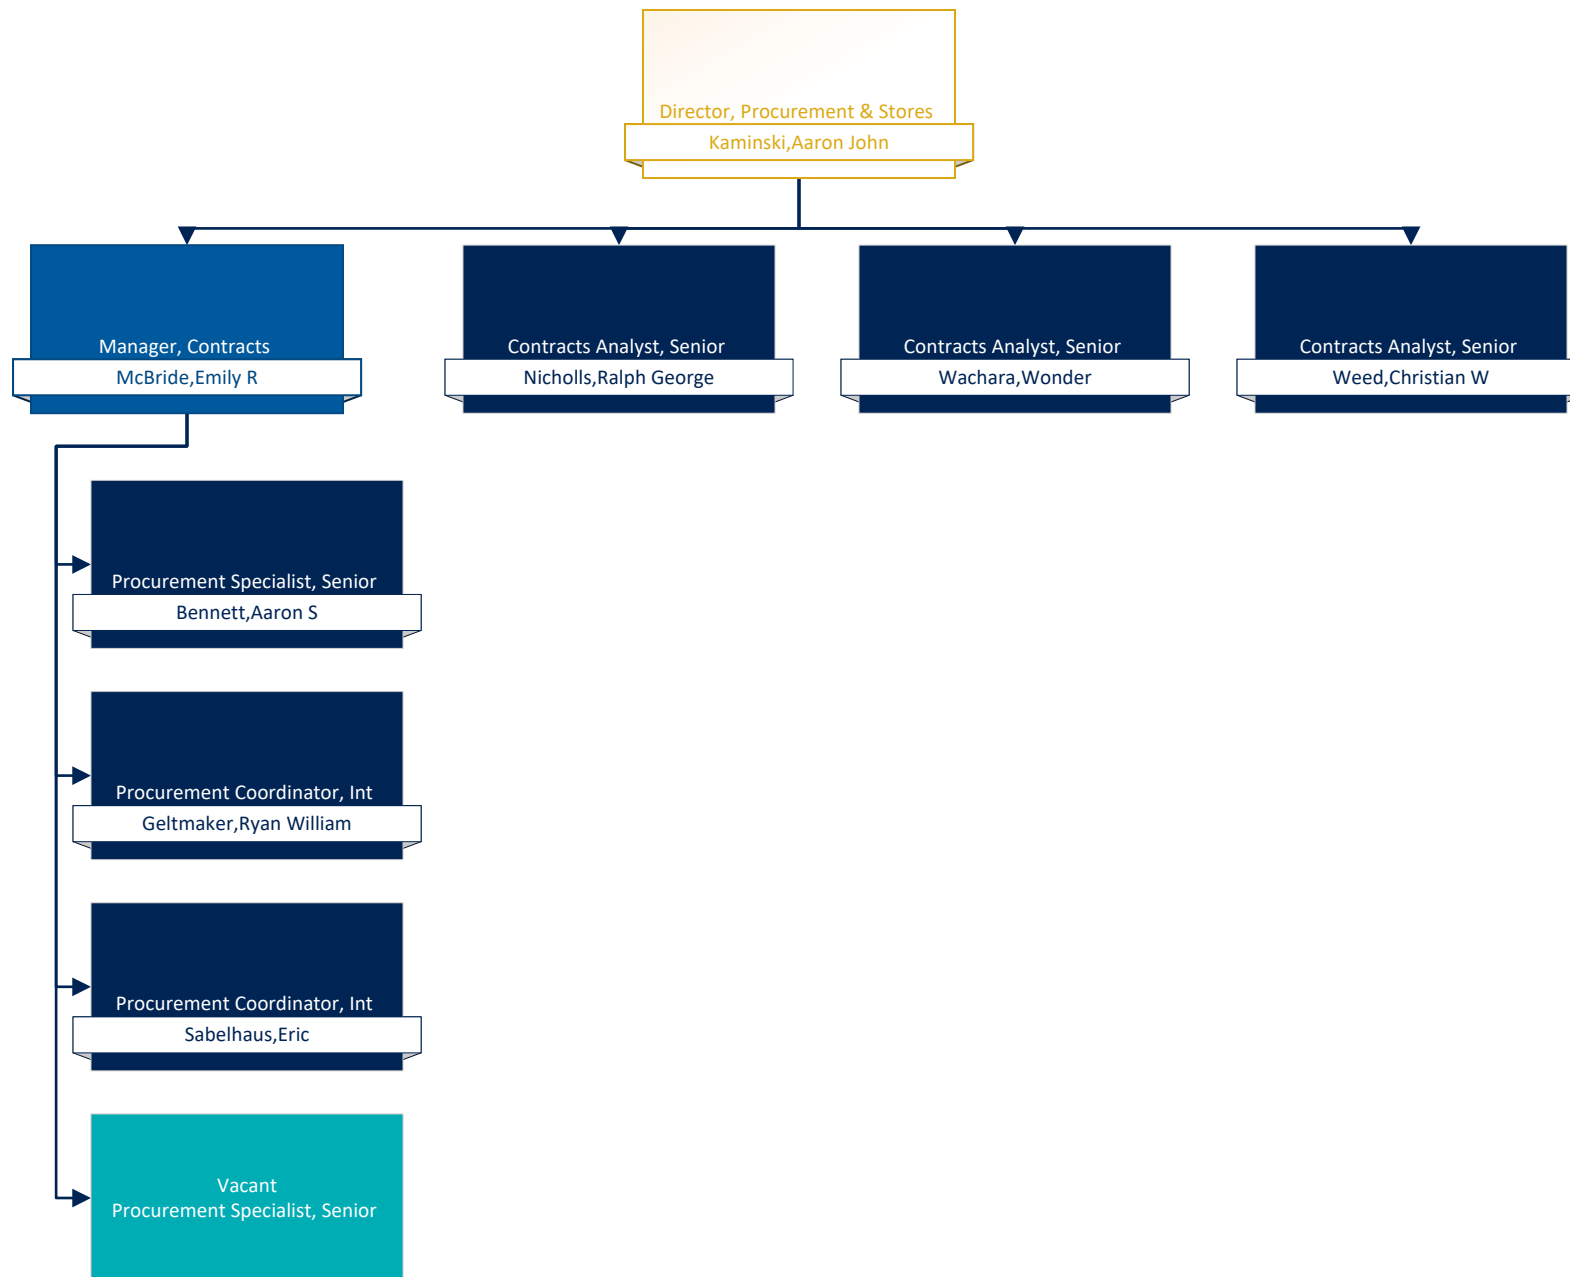 Director, Procurement & Stores
Kaminski,Aaron John
Manager, Contracts
McBride,Emily R
Contracts Analyst, Senior
Nicholls,Ralph George
Contracts Analyst, Senior
Wachara,Wonder
Contracts Analyst, Senior
Weed,Christian W
Procurement Specialist, Senior
Bennett,Aaron S
Procurement Coordinator, Int
Geltmaker,Ryan William
Procurement Coordinator, Int
Sabelhaus,Eric
Vacant
Procurement Specialist, Senior